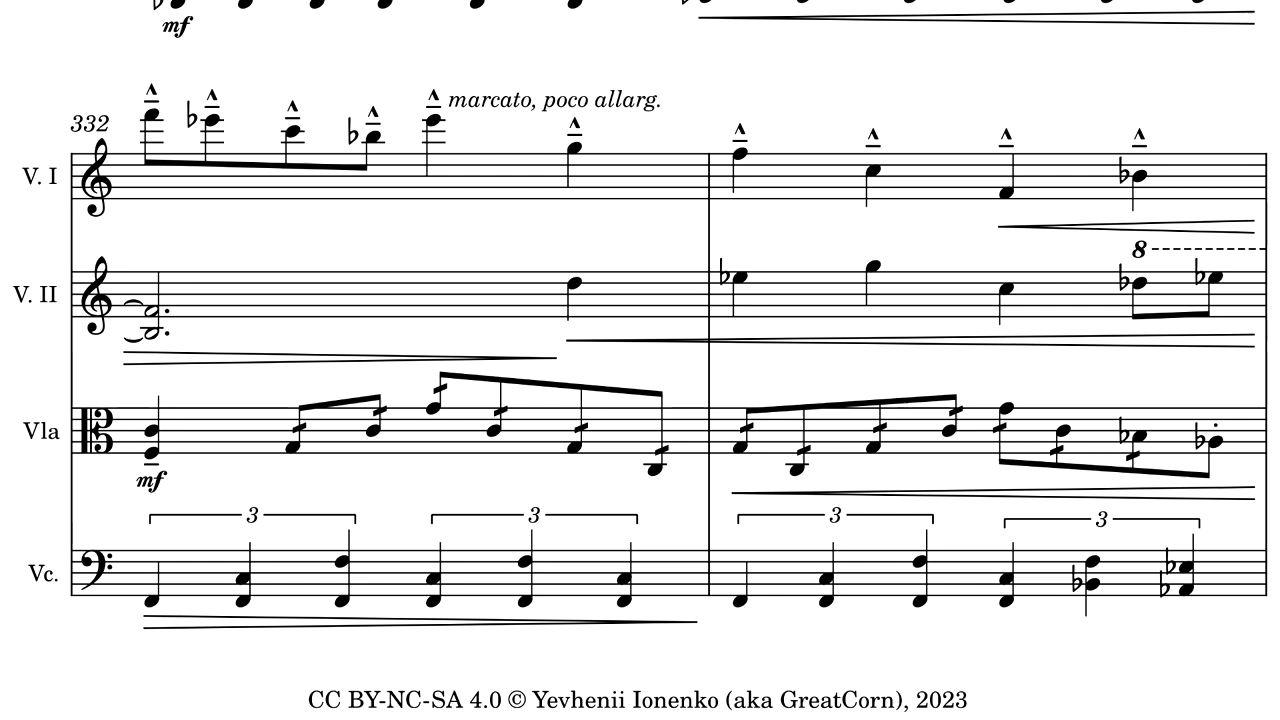 mf
marcato, poco allarg.
332
V. I
8
V. II
Vla
mf
3 3 3 3
Vc.
CC BY-NC-SA 4.0 © Yevhenii Ionenko (aka GreatCorn), 2023